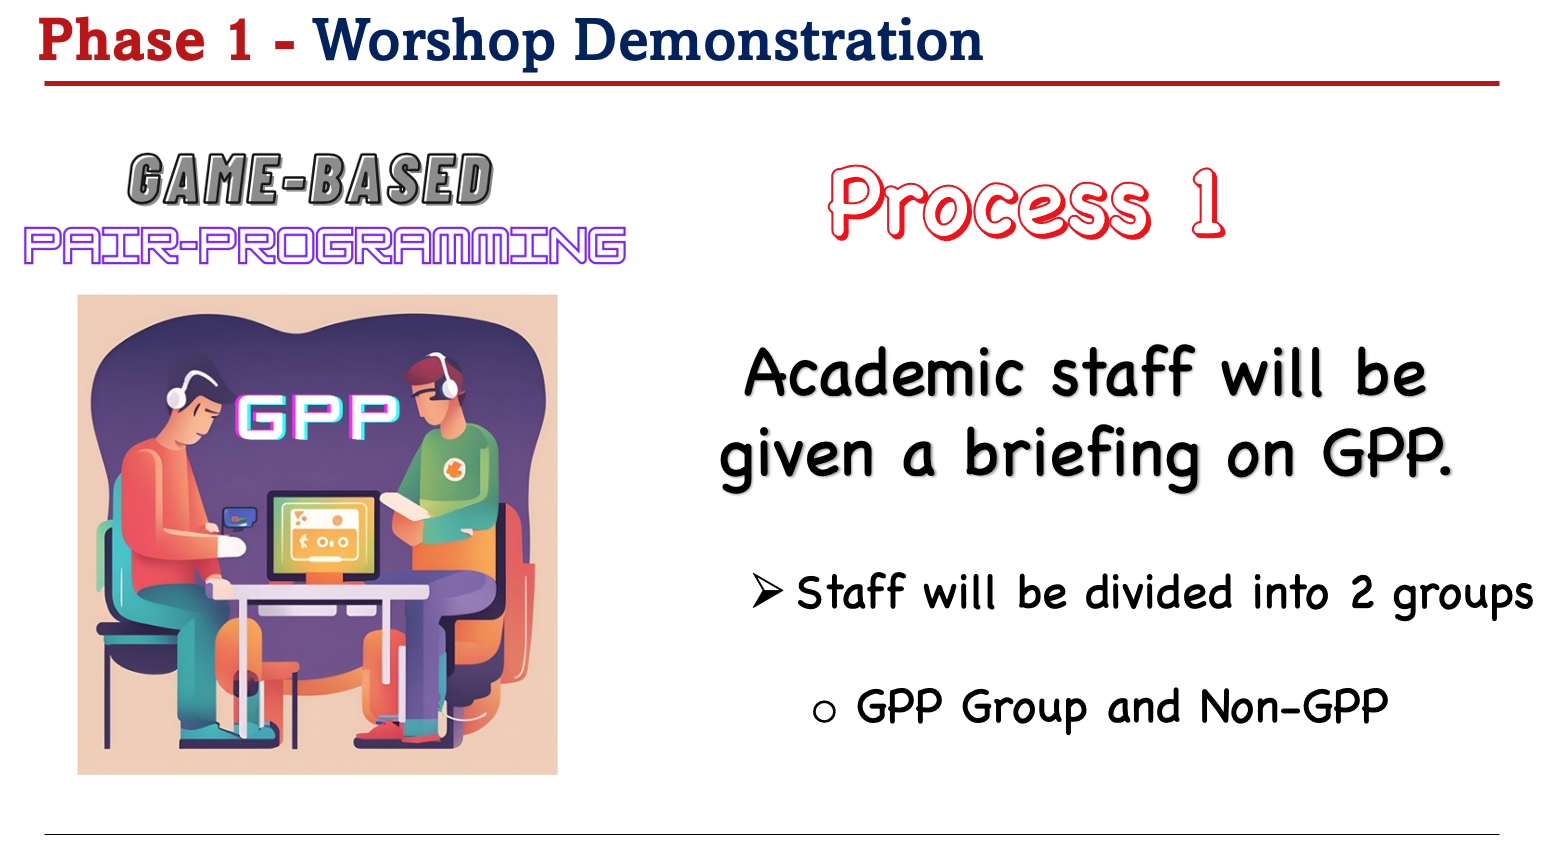 Phase 1 - Worshop Demonstration
GAME-BASED
PAIR-PROGRAMMING
GPP
Process 1
Academic staff will be
given a briefing on GPP.
➢ Staff will be divided into 2 groups
o GPP Group and Non-GPP